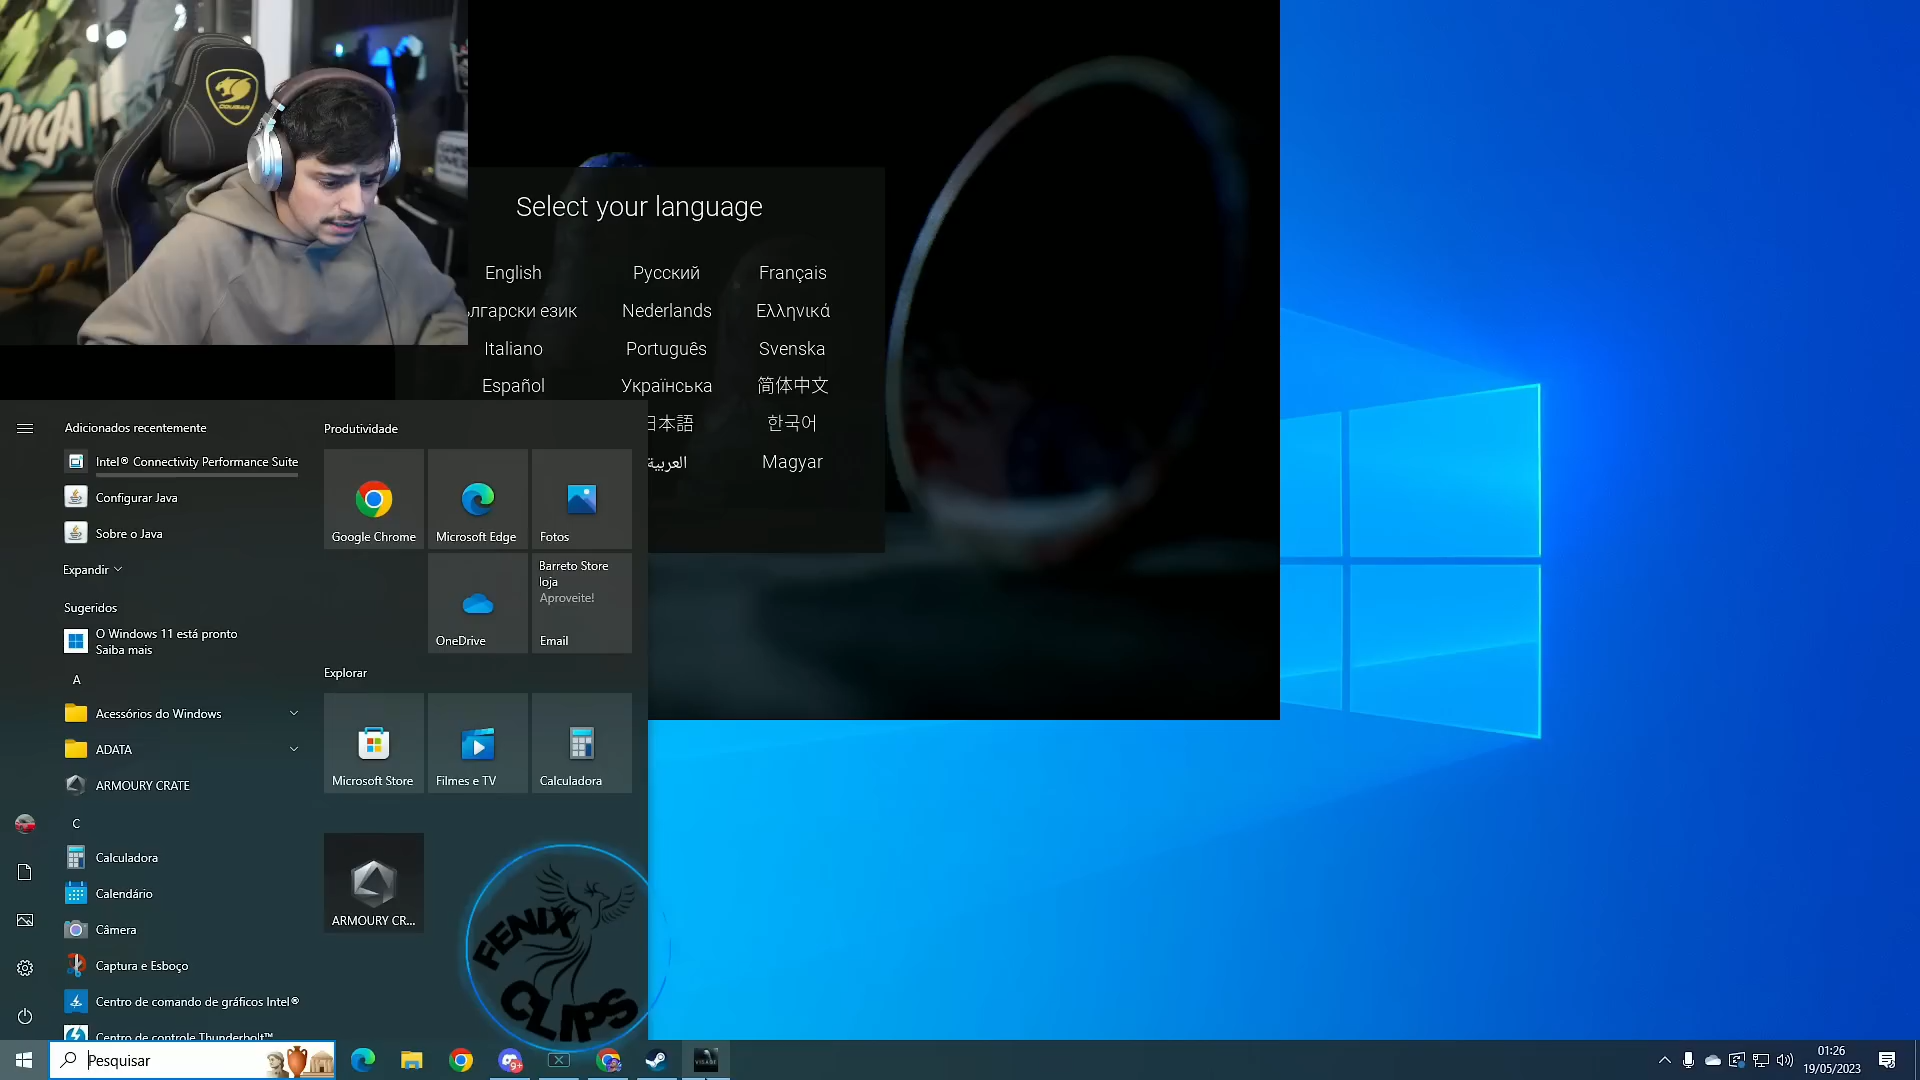 RingA
COUGAR
Select your language
English
Русский
Français
лгарски език
Nederlands
Ελληνικά
Italiano
Português
Svenska
Español
Українська
简体中文
日本語
한국어
العربية
Magyar
Adicionados recentemente
Intel® Connectivity Performance Suite
Configurar Java
Sobre o Java
Expandir
Sugeridos
O Windows 11 está pronto
Saiba mais
A
Acessórios do Windows
ADATA
ARMOURY CRATE
C
Calculadora
Calendário
Câmera
Captura e Esboço
Centro de comando de gráficos Intel®
Centro de controle Thunderbolt™
Produtividade
Google Chrome
Microsoft Edge
Fotos
OneDrive
Barreto Store
loja
Aproveite!
Email
Explorar
Microsoft Store
Filmes e TV
Calculadora
ARMOURY CR...
FENIX
CLIPS
Pesquisar
9+
VISAGE
01:26
19/05/2023